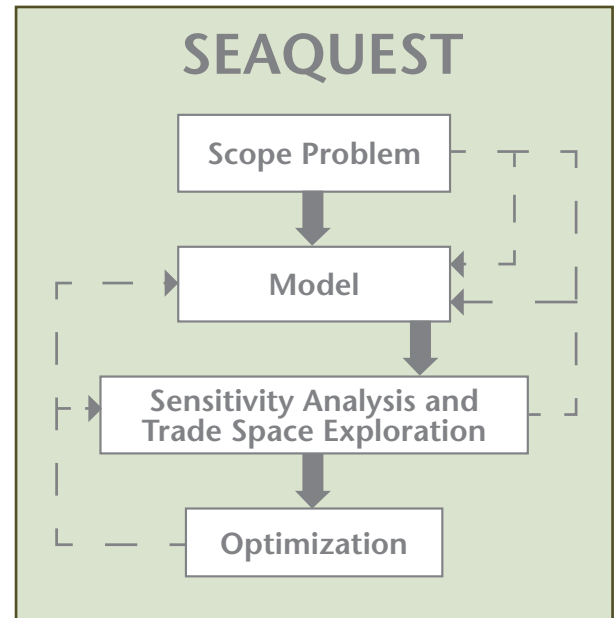 SEAQUEST
Scope Problem
Model
Sensitivity Analysis and
Trade Space Exploration
Optimization